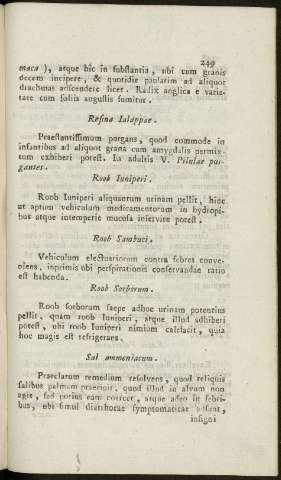 249
maca ), atque hic in substantia, ubi cum granis
decem incipere, & quotidie paulatim ad aliquot
drachmas adscendere licet. Radix anglica e varie-
tate cum foliis angustis sumitur.
Resina Ialappae.
Praestantissimum purgans, quod commode in
infantibus ad aliquot grana cum amygdalis permix-
tum exhiberi potest. In adultis V. Pilulae pur-
gantes.
Roob Iuniperi.
Roob Iuniperi aliquantum urinam pellit, hinc
ut aptum vehiculum medicamentorum in hydropi-
bus atque intemperie mucosa inservire potest.
Roob Sambuci.
Vehiculum electuariorum contra febres conve-
niens, inprimis ubi perspirationis conservandae ratio
est habenda.
Roob Sorborum.
Roob sorborum saepe adhuc urinam potentius
pellit, quam roob Iuniperi, atque illud adhiberi
potest, ubi roob Iuniperi nimium calefacit, quia
hoc magis est refrigerans.
Sal ammoniacum.
Praeclarum remedium resolvens, quod reliquis
salibus palmam praeripit, quod illud in alvum non
agit, sed potius eam coercet, atque adeo in febri-
bus, ubi simul diarrhoeae symptomaticae adsunt,
insigni